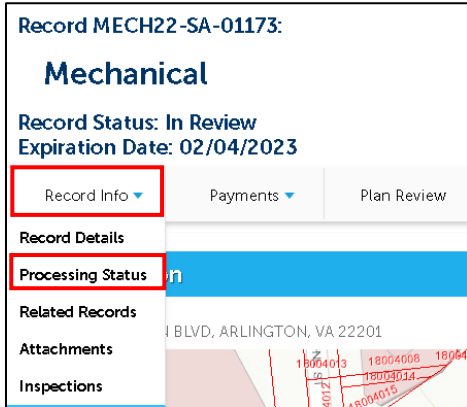 Record MECH22-SA-01173:
Mechanical
Record Status: In Review
Expiration Date: 02/04/2023
Record Info Payments Plan Review
Record Details
Processing Status
Related Records
BLVD, ARLINGTON, VA 22201
Attachments
Inspections
18004013
18004008
18004014
18004015